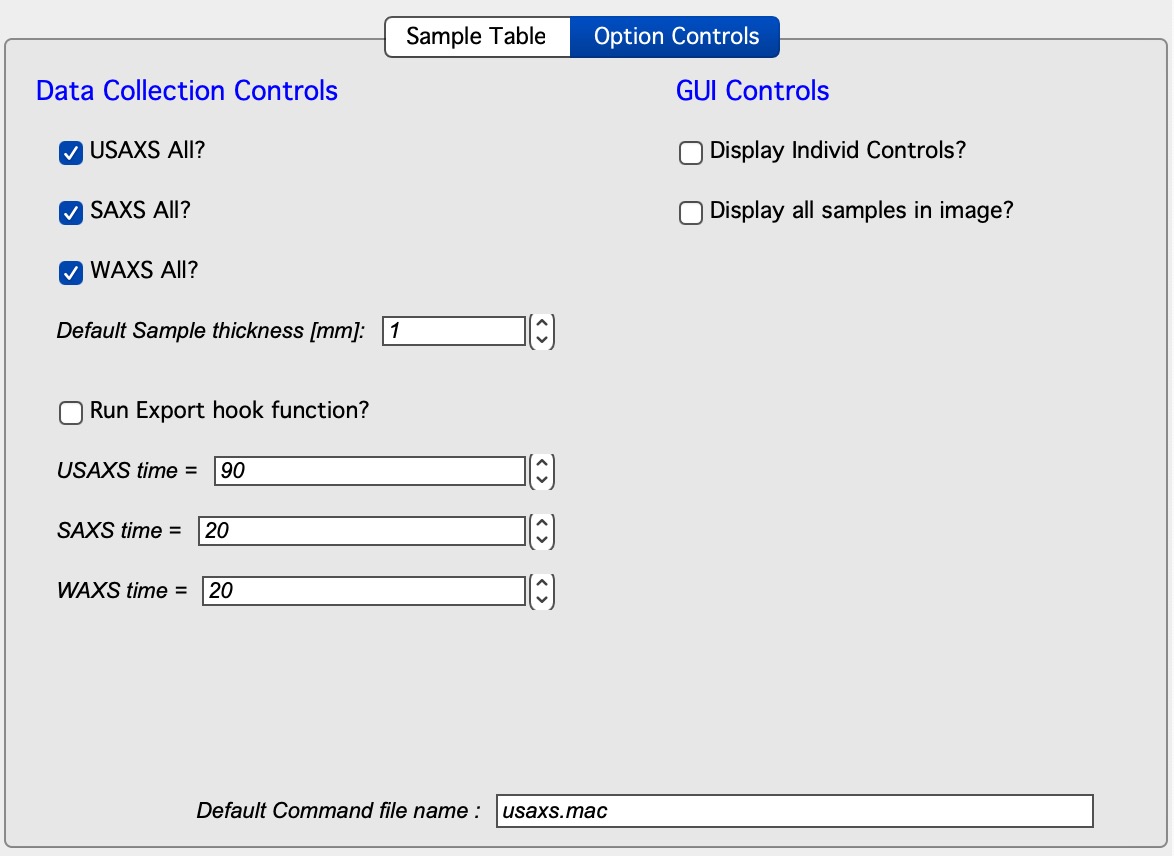 Sample Table Option Controls
Data Collection Controls
USAXS All?
SAXS All?
WAXS All?
Default Sample thickness [mm]: 1
Run Export hook function?
USAXS time = 90
SAXS time = 20
WAXS time = 20
GUI Controls
Display Individ Controls?
Display all samples in image?
Default Command file name : usaxs.mac